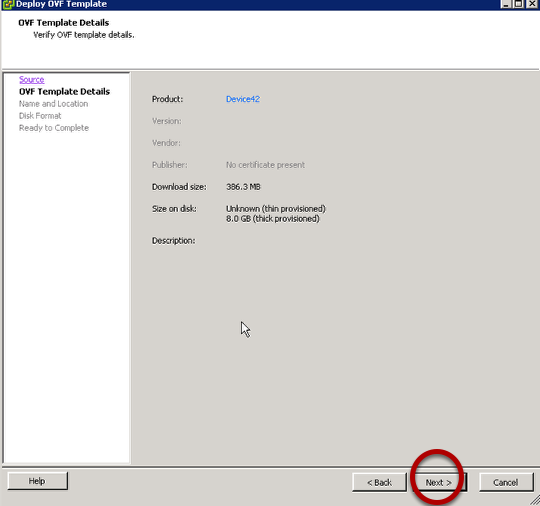 Deploy OVF Template
OVF Template Details
Verify OVF template details.
Source
OVF Template Details
Name and Location
Disk Format
Ready to Complete
Product: Device42
Version:
Vendor:
Publisher: No certificate present
Download size: 386.3 MB
Size on disk: Unknown (thin provisioned)
8.0 GB (thick provisioned)
Description:
Help
< Back
Next >
Cancel